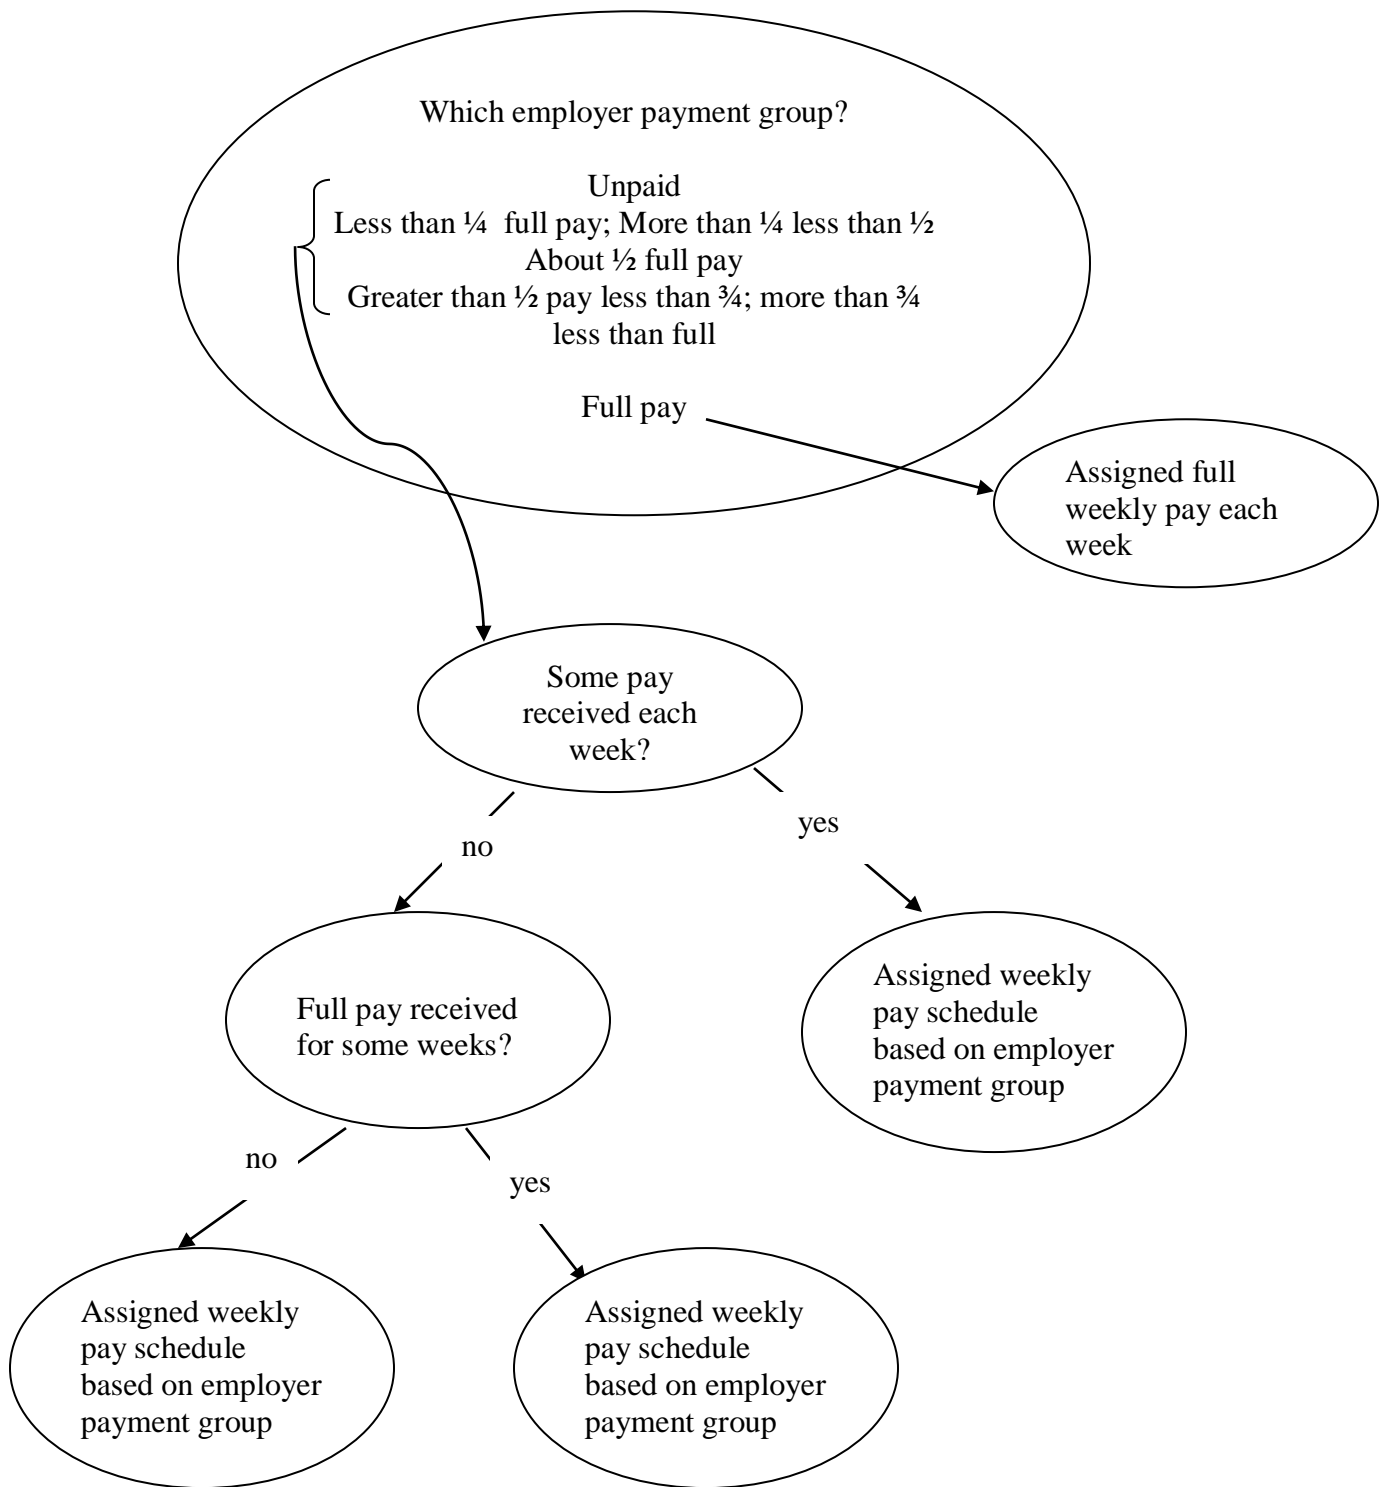 Which employer payment group?
Unpaid
Less than ¼ full pay; More than ¼ less than ½
About ½ full pay
Greater than ½ pay less than ¾; more than ¾
less than full
Full pay
Assigned full
weekly pay each
week
Some pay
received each
week?
no
yes
Full pay received
for some weeks?
Assigned weekly
pay schedule
based on employer
payment group
no
yes
Assigned weekly
pay schedule
based on employer
payment group
Assigned weekly
pay schedule
based on employer
payment group